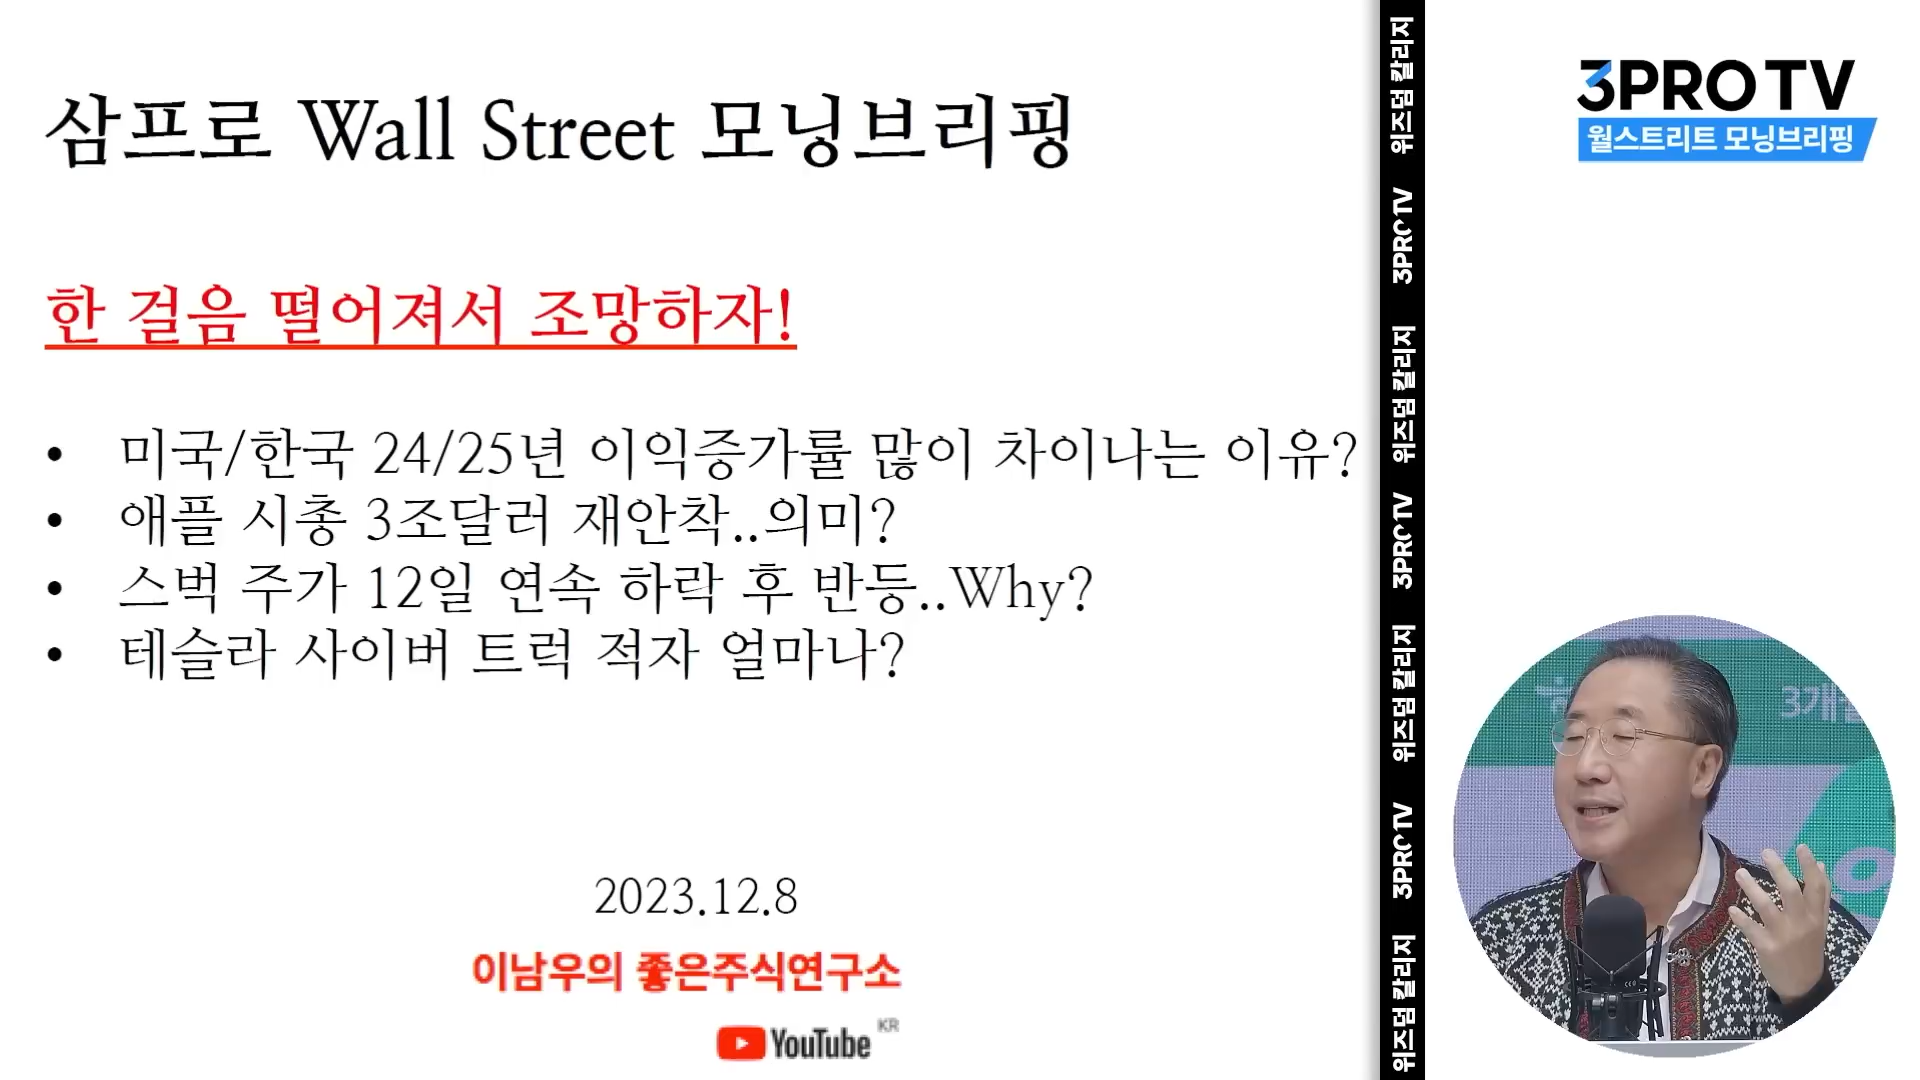 삼프로 Wall Street 모닝브리핑
한 걸음 떨어져서 조망하자!
• 미국/한국 24/25년 이익증가률 많이 차이나는 이유?
• 애플 시총 3조달러 재안착..의미?
• 스벅 주가 12일 연속 하락 후 반등..Why?
• 테슬라 사이버 트럭 적자 얼마나?
2023.12.8
이남우의 좋은주식연구소
YouTube KR
위즈덤 칼리지
3PRO TV
위즈덤 칼리지
3PRO TV
위즈덤 칼리지
3PRO TV
위즈덤 칼리지
3PRO TV
월스트리트 모닝브리핑